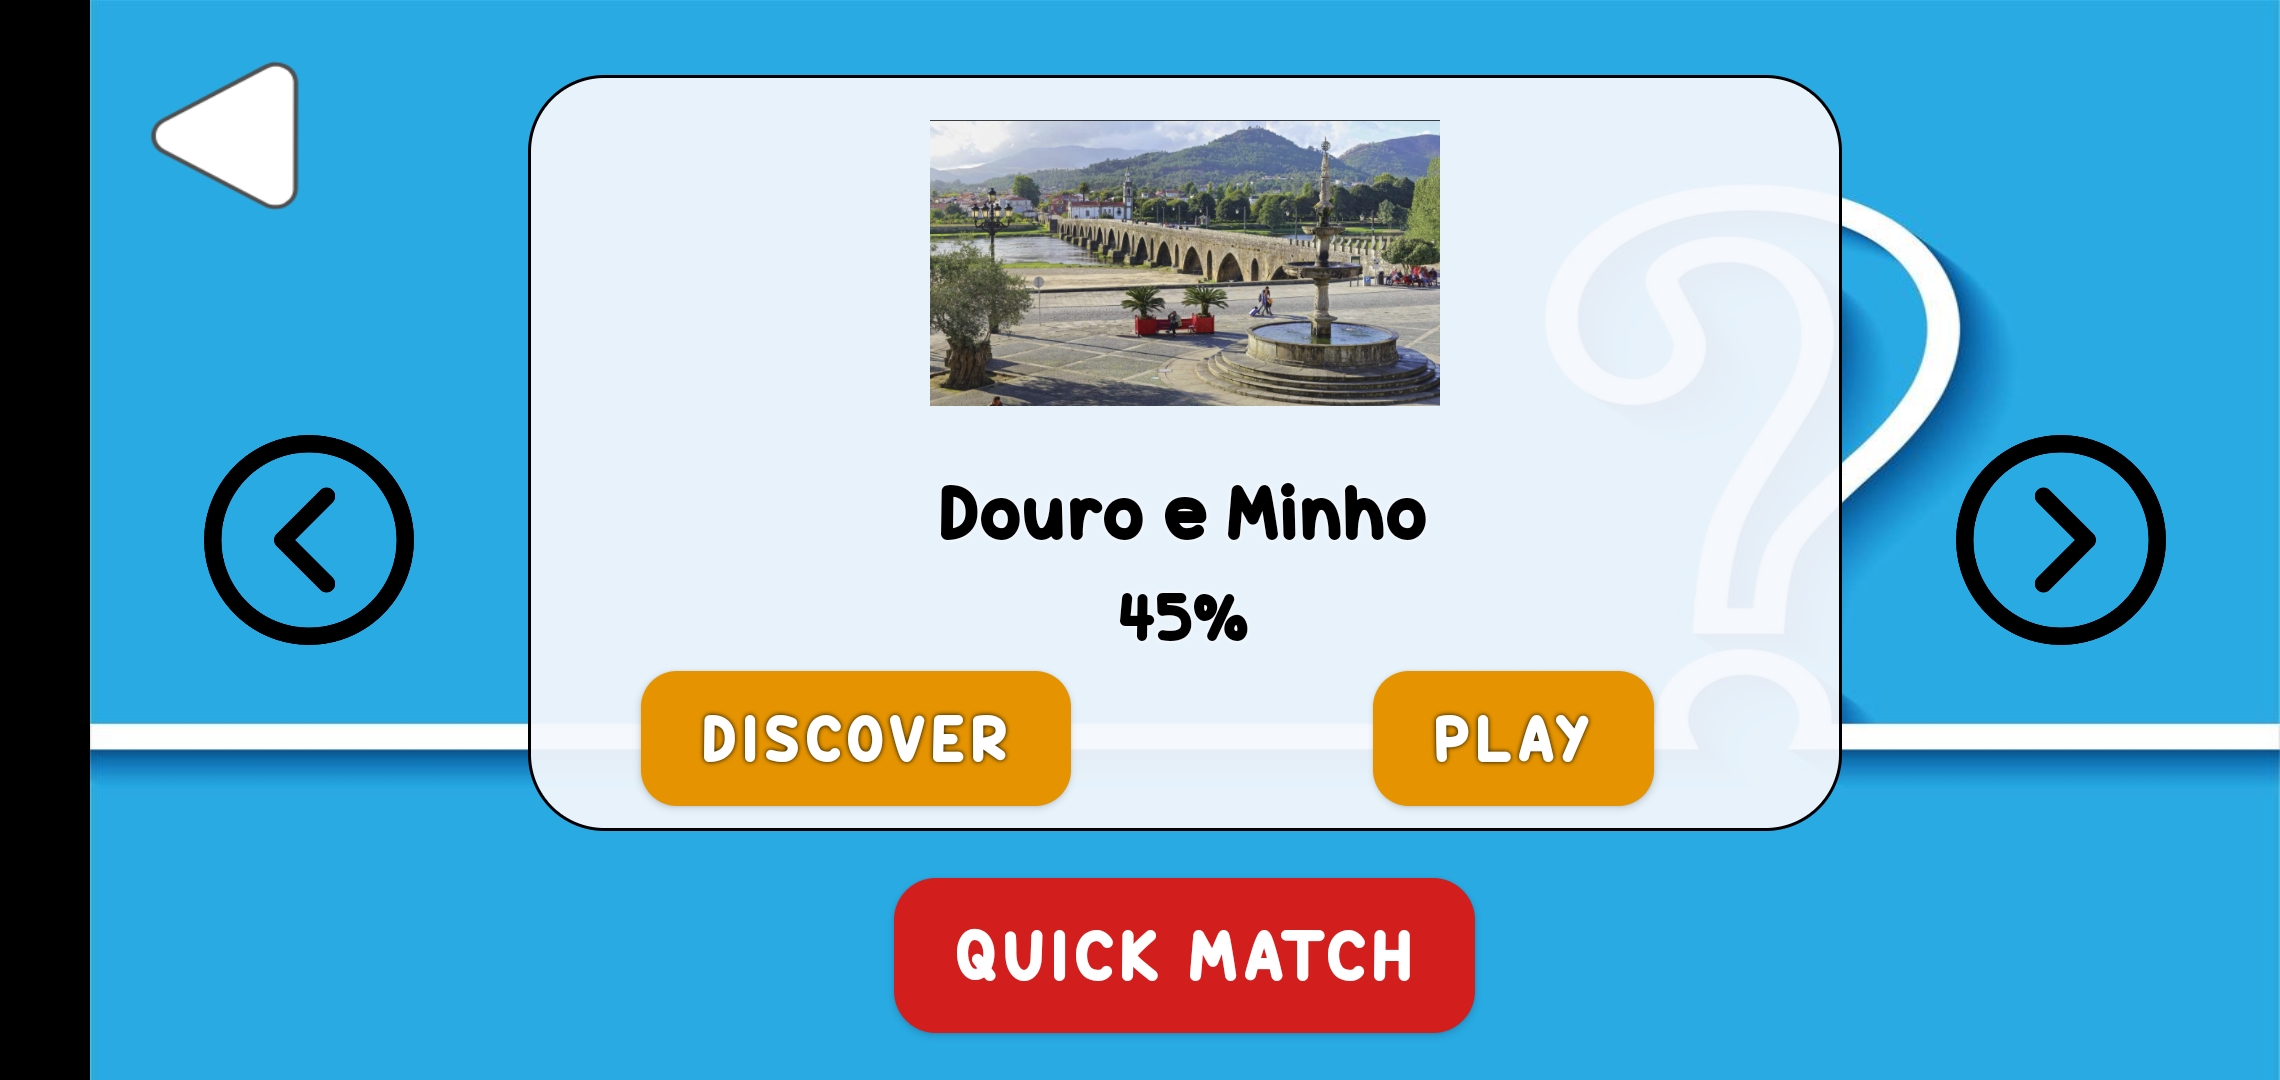 Douro e Minho
45%
DISCOVER
PLAY
QUICK MATCH